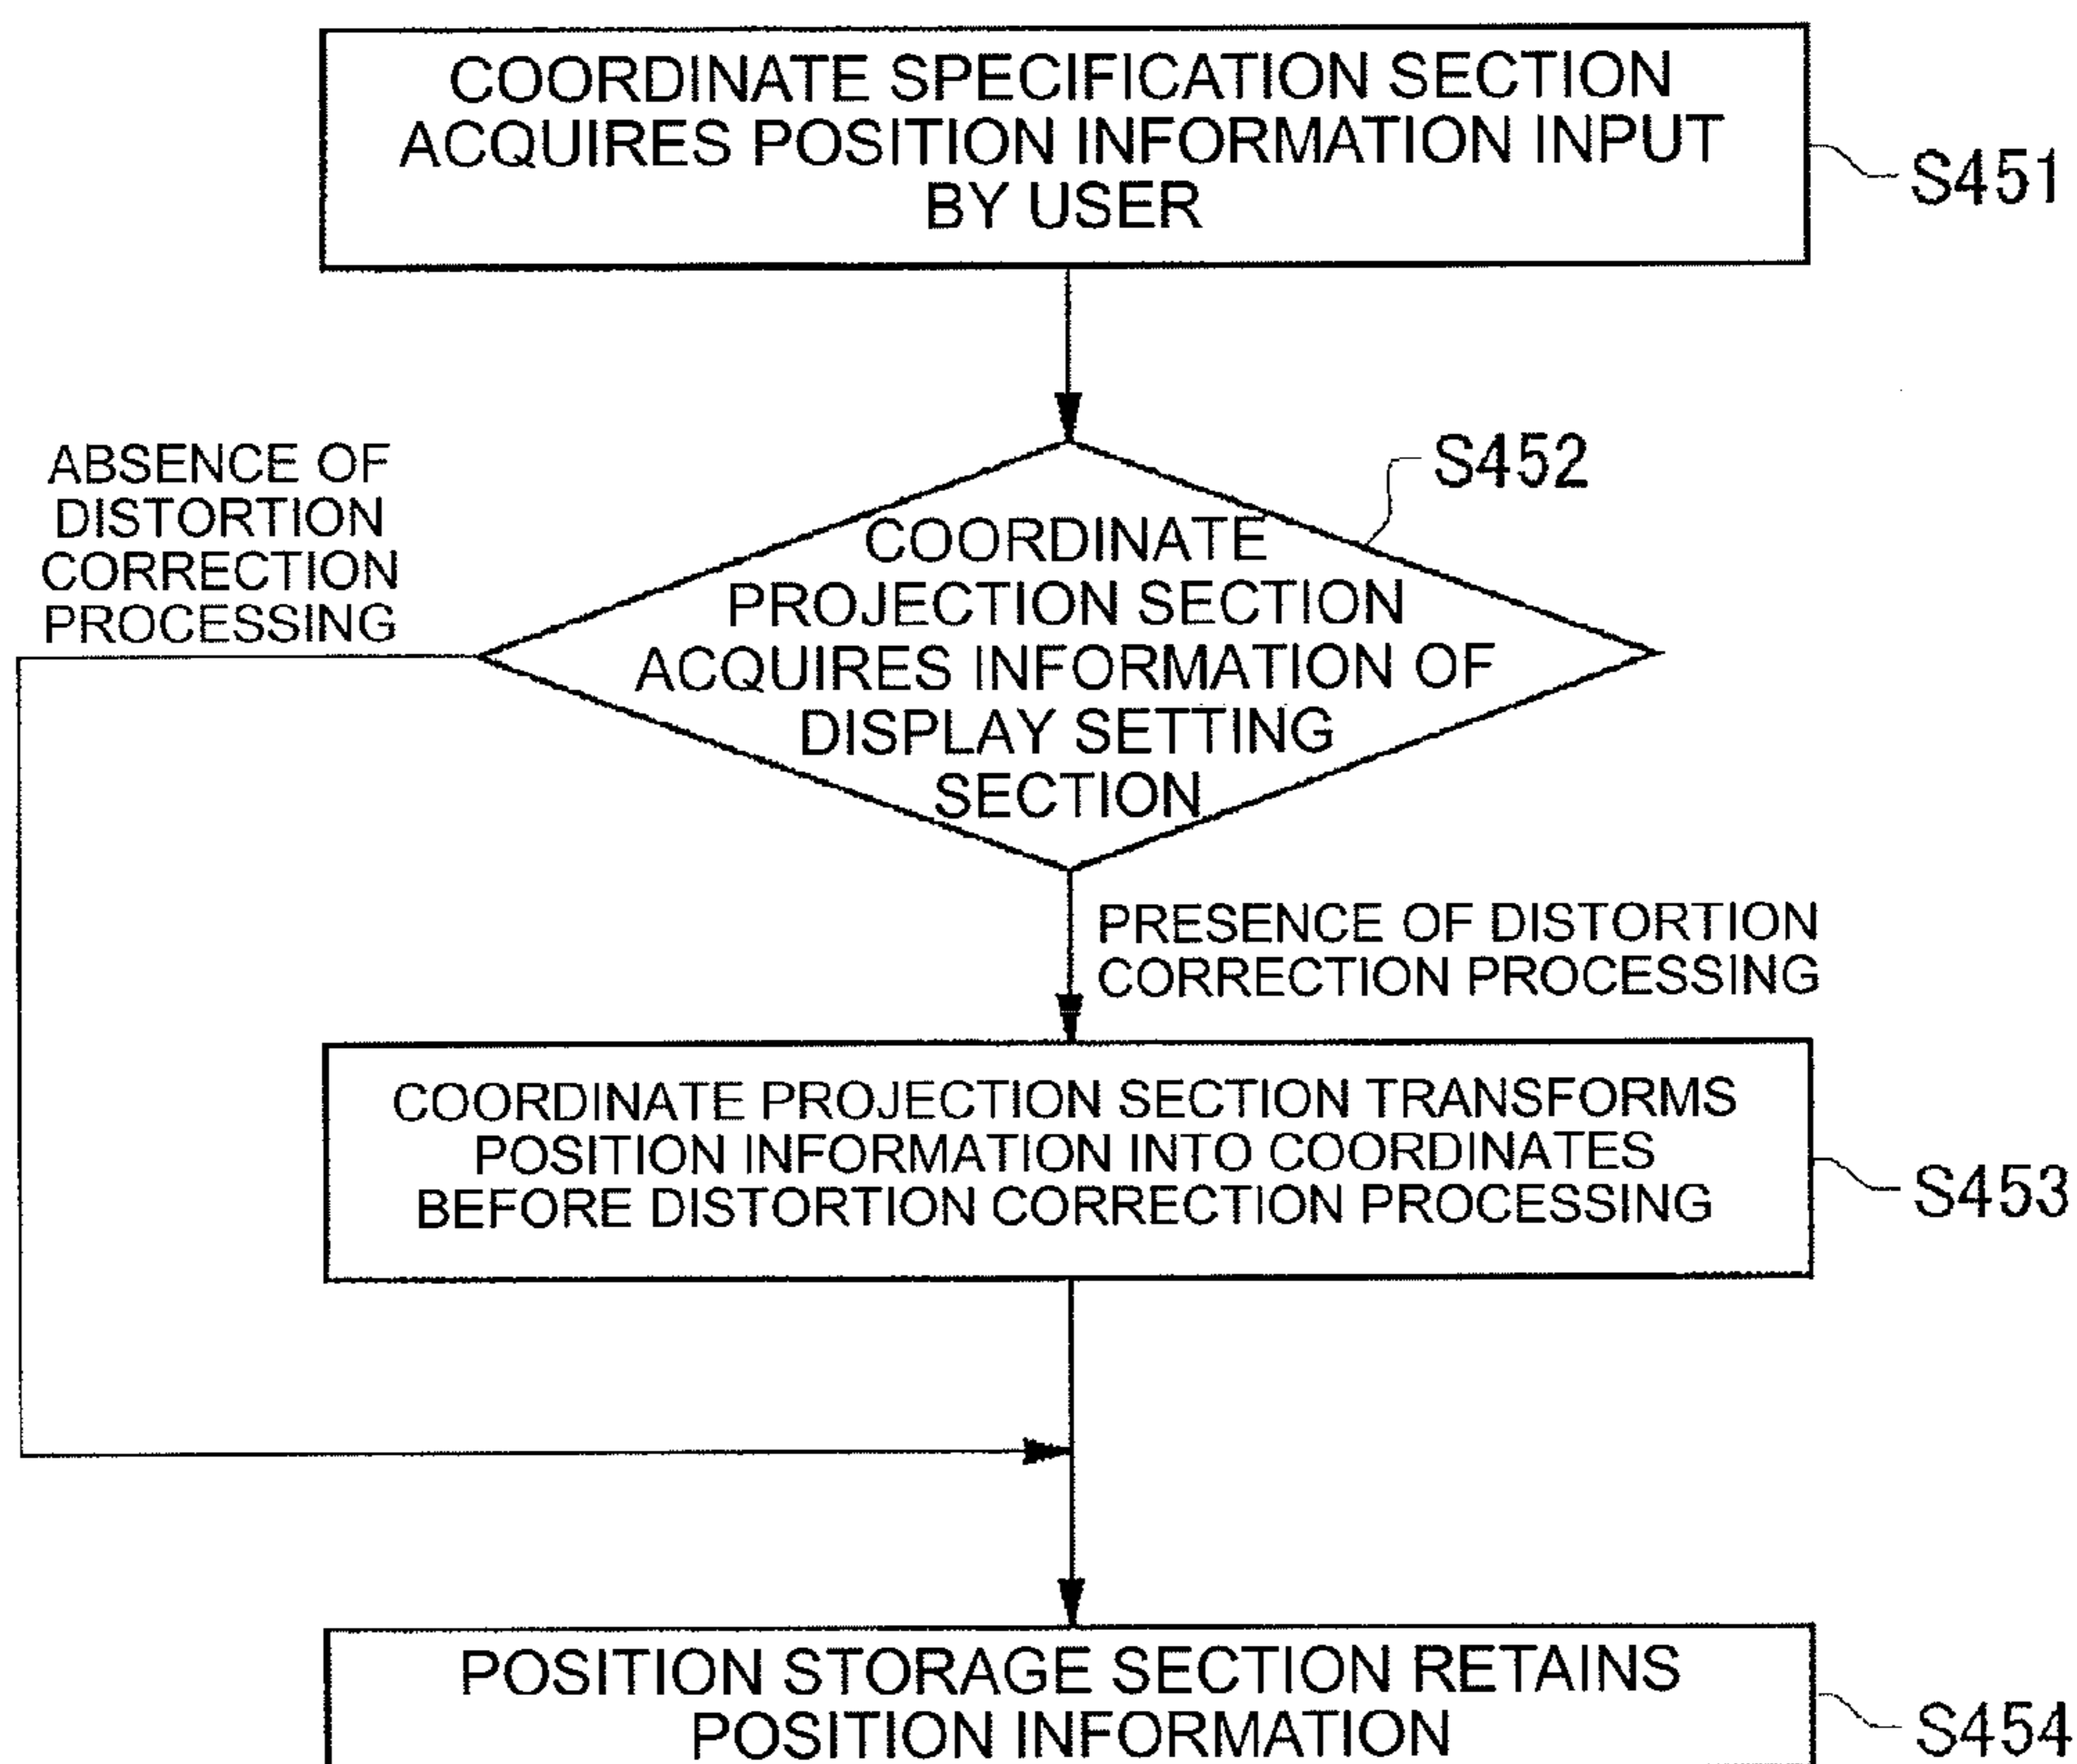 COORDINATE SPECIFICATION SECTION
ACQUIRES POSITION INFORMATION INPUT
BY USER
S451
ABSENCE OF
DISTORTION
CORRECTION
PROCESSING
S452
COORDINATE
PROJECTION SECTION
ACQUIRES INFORMATION OF
DISPLAY SETTING
SECTION
PRESENCE OF DISTORTION
CORRECTION PROCESSING
COORDINATE PROJECTION SECTION TRANSFORMS
POSITION INFORMATION INTO COORDINATES
BEFORE DISTORTION CORRECTION PROCESSING
S453
POSITION STORAGE SECTION RETAINS
POSITION INFORMATION
S454